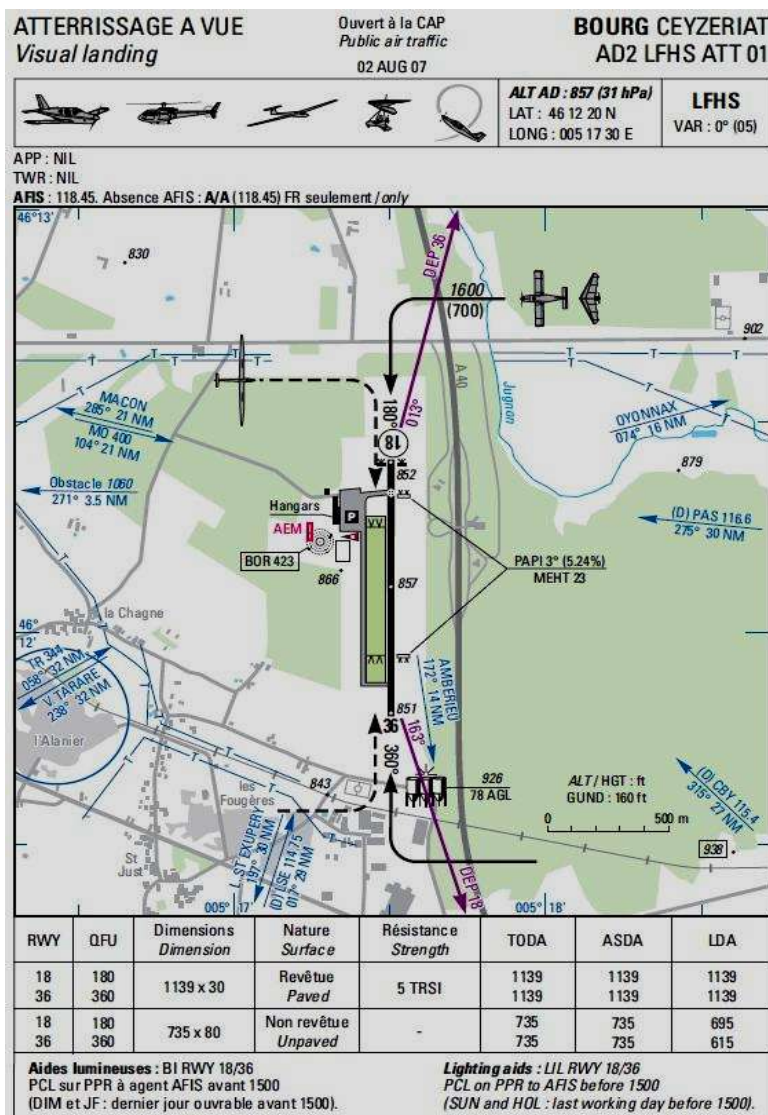 ATTERRISSAGE A VUE
Visual landing
Ouvert à la CAP
Public air traffic
02 AUG 07
BOURG CEYZERIAT
AD2 LFHS ATT 01
ALT AD : 857 (31 hPa)
LAT : 46 12 20 N
LONG : 005 17 30 E
LFHS
VAR : 0° (05)
APP : NIL
TWR : NIL
AFIS : 118.45. Absence AFIS : A/A (118.45) FR seulement / only
46°13'
830
DEP 36
1600
(700)
902
A 40
Jugnon
MACON
285° 21 NM
MO 400
104° 21 NM
180°
013°
18
OYONNAX
074° 16 NM
852
879
Obstacle 1060
271° 3.5 NM
Hangars
P
AEM
(D) PAS 116.6
275° 30 NM
BOR 423
PAPI 3° (5.24%)
MEHT 23
866
857
la Chagne
46°
12'
TR 344
058° 32 NM
V. TARARE
238° 32 NM
AMBERIEU
172° 14 NM
851
36
163°
360°
l'Alanier
926
78 AGL
843
ALT / HGT : ft
GUND : 160 ft
(D) CBY 115.4
315° 27 NM
les
Fougères
0 500 m
938
St
Just
L. ST EXUPERY
197° 30 NM
(D) LSE 114.75
017° 29 NM
DEP 18
005° 17'
005° 18'
RWY QFU Dimensions Nature Résistance TODA ASDA LDA
Dimension Surface Strength
18 180 1139 x 30 Revêtue 5 TRSI 1139 1139 1139
36 360 Paved 1139 1139 1139
18 180 735 x 80 Non revêtue - 735 735 695
36 360 Unpaved 735 735 615
Aides lumineuses : BI RWY 18/36
PCL sur PPR à agent AFIS avant 1500
(DIM et JF : dernier jour ouvrable avant 1500).
Lighting aids : LIL RWY 18/36
PCL on PPR to AFIS before 1500
(SUN and HOL : last working day before 1500).